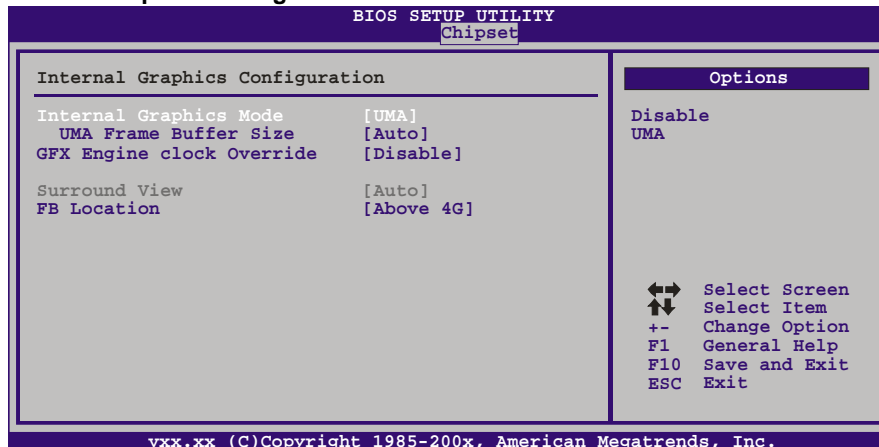 BIOS SETUP UTILITY
Chipset
Internal Graphics Configuration
Internal Graphics Mode [UMA]
UMA Frame Buffer Size [Auto]
GFX Engine clock Override [Disable]
Surround View [Auto]
FB Location [Above 4G]
Options
Disable
UMA
Select Screen
Select Item
+- Change Option
F1 General Help
F10 Save and Exit
ESC Exit
vxx.xx (C)Copyright 1985-200x, American Megatrends, Inc.